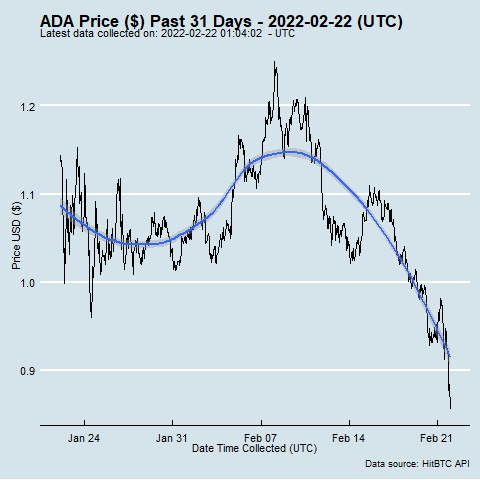 ADA Price ($) Past 31 Days - 2022-02-22 (UTC)
Latest data collected on: 2022-02-22 01:04:02 - UTC
1.2
1.1
1.0
0.9
Price USD ($)
Jan 24 Jan 31 Feb 07 Feb 14 Feb 21
Date Time Collected (UTC)
Data source: HitBTC API